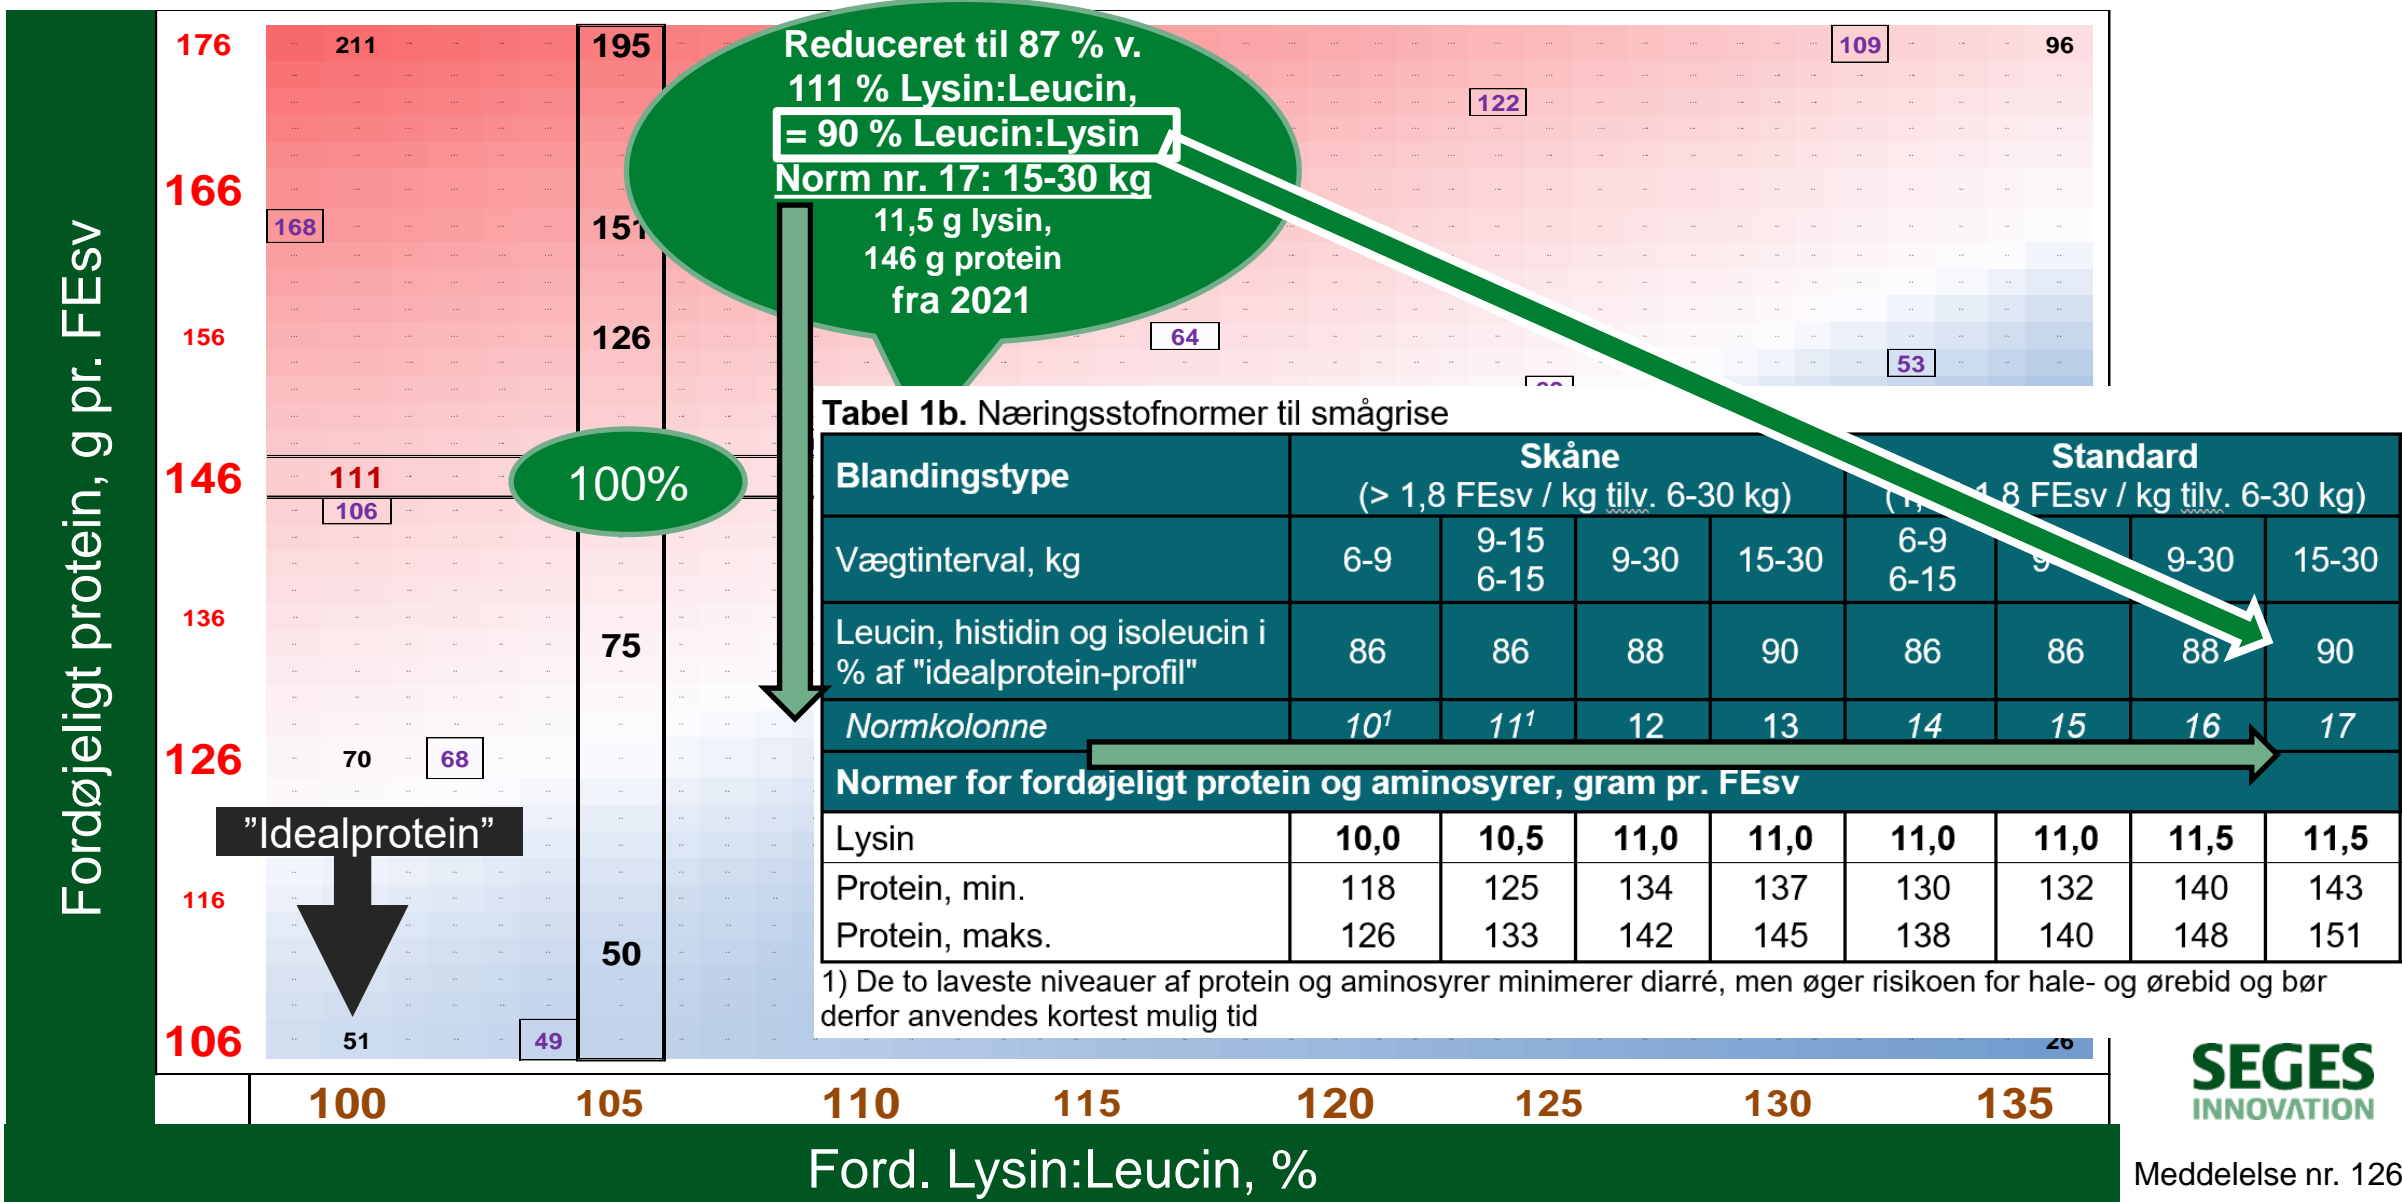 Fordøjeligt protein, g pr. FEsv
176
211
195
109
96
122
166
168
151
156
126
64
53
146
111
100%
106
136
75
126
70
68
116
50
106
51
49
26
Reduceret til 87 % v.
111 % Lysin:Leucin,
= 90 % Leucin:Lysin
Norm nr. 17: 15-30 kg
11,5 g lysin,
146 g protein
fra 2021
"Idealprotein"
Tabel 1b. Næringsstofnormer til smågrise
Blandingstype
Skåne
(> 1,8 FEsv / kg tilv. 6-30 kg)
Standard
8 FEsv / kg tilv. 6-30 kg)
Vægtinterval, kg
6-9
9-15
6-15
9-30
15-30
6-9
6-15
9-30
15-30
Leucin, histidin og isoleucin i
% af "idealprotein-profil"
86 86 88 90 86 86 88 90
Normkolonne 10¹ 11¹ 12 13 14 15 16 17
Normer for fordøjeligt protein og aminosyrer, gram pr. FEsv
Lysin 10,0 10,5 11,0 11,0 11,0 11,0 11,5 11,5
Protein, min. 118 125 134 137 130 132 140 143
Protein, maks. 126 133 142 145 138 140 148 151
1) De to laveste niveauer af protein og aminosyrer minimerer diarré, men øger risikoen for hale- og ørebid og bør
derfor anvendes kortest mulig tid
100 105 110 115 120 125 130 135
Ford. Lysin:Leucin, %
SEGES
INNOVATION
Meddelelse nr. 126